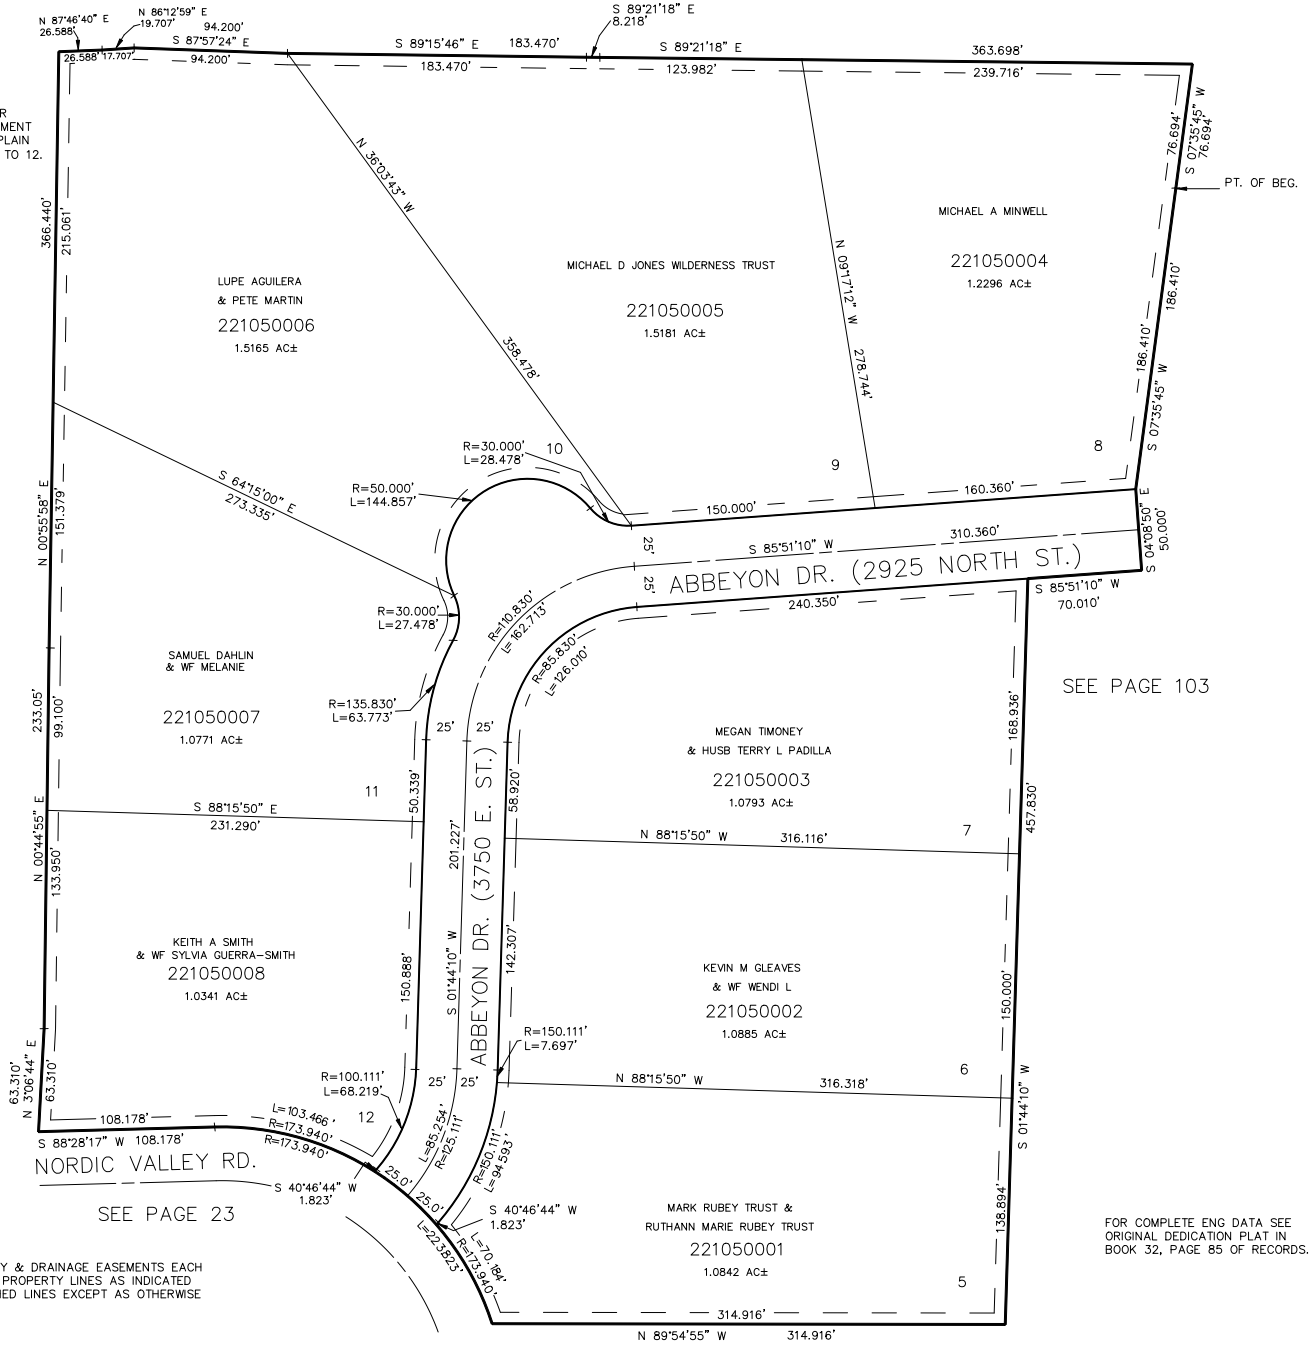 N 87°46'40" E
26.588'
N 86°12'59" E
19.707'
94.200'
S 87°57'24" E
S 89°15'46" E
183.470'
S 89°21'18" E
8.218'
S 89°21'18" E
363.698'
26.588'
17.707'
94.200'
183.470'
123.982'
239.716'
R
MENT
PLAIN
TO 12.
366.440'
215.061'
N 36°03'43" W
358.478'
N 09°17'12" W
278.744'
76.694'
S 07°35'45" W
76.694'
PT. OF BEG.
186.410'
186.410'
S 07°35'45" W
LUPE AGUILERA
& PETE MARTIN
221050006
1.5165 AC±
MICHAEL D JONES WILDERNESS TRUST
221050005
1.5181 AC±
MICHAEL A MINWELL
221050004
1.2296 AC±
10
9
8
R=30.000'
L=28.478'
R=50.000'
L=144.857'
S 64°15'00" E
273.335'
N 00°55'58" E
151.379'
150.000'
160.360'
25'
25'
S 85°51'10" W
310.360'
ABBEYON DR. (2925 NORTH ST.)
240.350'
S 04°08'50" E
50.000'
S 85°51'10" W
70.010'
R=30.000'
L=27.478'
R=110.830'
L= 162.713'
R=85.830'
L=126.010'
SEE PAGE 103
SAMUEL DAHLIN
& WF MELANIE
221050007
1.0771 AC±
233.05'
99.100'
R=135.830'
L=63.773'
25'
25'
MEGAN TIMONEY
& HUSB TERRY L PADILLA
221050003
1.0793 AC±
168.936'
457.830'
11
50.339'
58.920'
S 88°15'50" E
231.290'
N 88°15'50" W
316.116'
7
N 00°44'55" E
133.950'
201.227'
S 01°44'10" W
ABBEYON DR. (3750 E. ST.)
142.307'
150.888'
KEITH A SMITH
& WF SYLVIA GUERRA-SMITH
221050008
1.0341 AC±
KEVIN M GLEAVES
& WF WENDI L
221050002
1.0885 AC±
150.000'
6
R=150.111'
L=7.697'
N 88°15'50" W
316.318'
S 01°44'10" W
63.310'
N 3°06'44" E
63.310'
R=100.111'
L=68.219'
25'
25'
12
108.178'
S 88°28'17" W
108.178'
L=103.466'
R=173.940'
R=173.940'
L=85.254'
R=125.111'
R=150.111'
L=94.593'
NORDIC VALLEY RD.
S 40°46'44" W
1.823'
25.0'
25.0'
S 40°46'44" W
1.823'
SEE PAGE 23
L=223.823'
L=70.184'
R=173.940'
MARK RUBEY TRUST &
RUTHANN MARIE RUBEY TRUST
221050001
1.0842 AC±
138.894'
5
314.916'
N 89°54'55" W
314.916'
FOR COMPLETE ENG DATA SEE
ORIGINAL DEDICATION PLAT IN
BOOK 32, PAGE 85 OF RECORDS.
Y & DRAINAGE EASEMENTS EACH
PROPERTY LINES AS INDICATED
ED LINES EXCEPT AS OTHERWISE